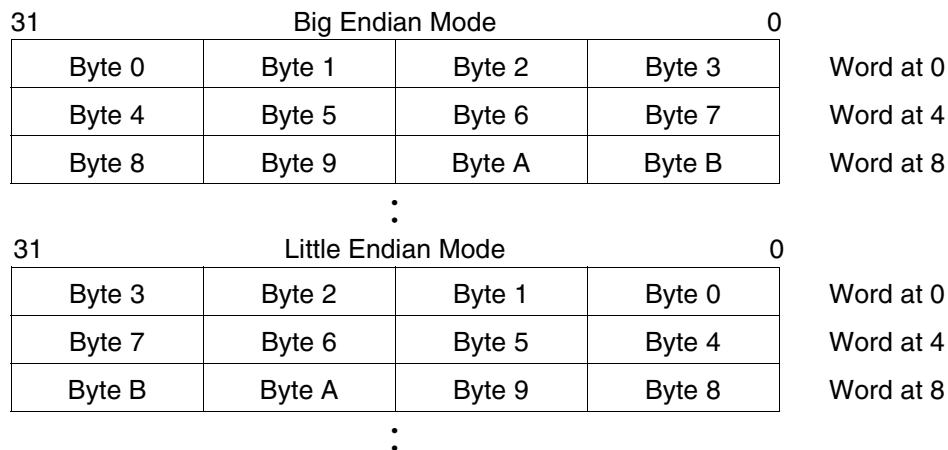 31 Big Endian Mode 0
Byte 0 Byte 1 Byte 2 Byte 3 Word at 0
Byte 4 Byte 5 Byte 6 Byte 7 Word at 4
Byte 8 Byte 9 Byte A Byte B Word at 8
:
31 Little Endian Mode 0
Byte 3 Byte 2 Byte 1 Byte 0 Word at 0
Byte 7 Byte 6 Byte 5 Byte 4 Word at 4
Byte B Byte A Byte 9 Byte 8 Word at 8
: